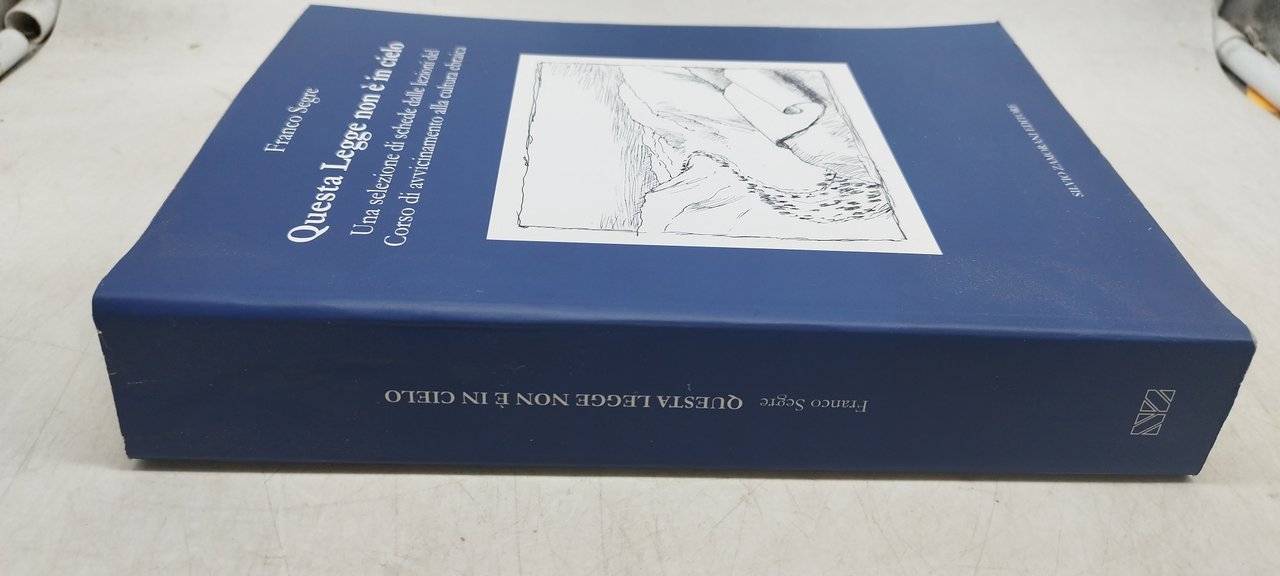 Franco Segre
Questa Legge non è in cielo
Una selezione di schede dalle lezioni del
Corso di avvicinamento alla cultura ebraica
SILVIO ZAMORANI EDITORE
Franco Segre QUESTA LEGGE NON È IN CIELO